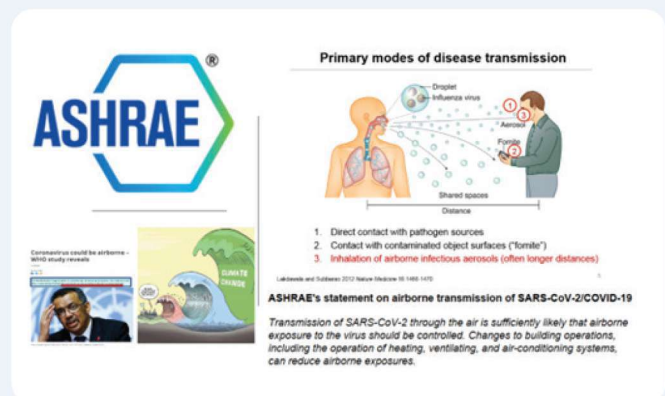 ASHRAE®
Coronavirus could be airborne –
WHO study reveals
CLIMATE
CHANGE
Primary modes of disease transmission
Droplet
Influenza virus
1
3
Aerosol
Fomite
2
Shared spaces
Distance
1. Direct contact with pathogen sources
2. Contact with contaminated object surfaces ("fomite")
3. Inhalation of airborne infectious aerosols (often longer distances)
ASHRAE's statement on airborne transmission of SARS-CoV-2/COVID-19
Transmission of SARS-CoV-2 through the air is sufficiently likely that airborne
exposure to the virus should be controlled. Changes to building operations,
including the operation of heating, ventilating, and air-conditioning systems,
can reduce airborne exposures.